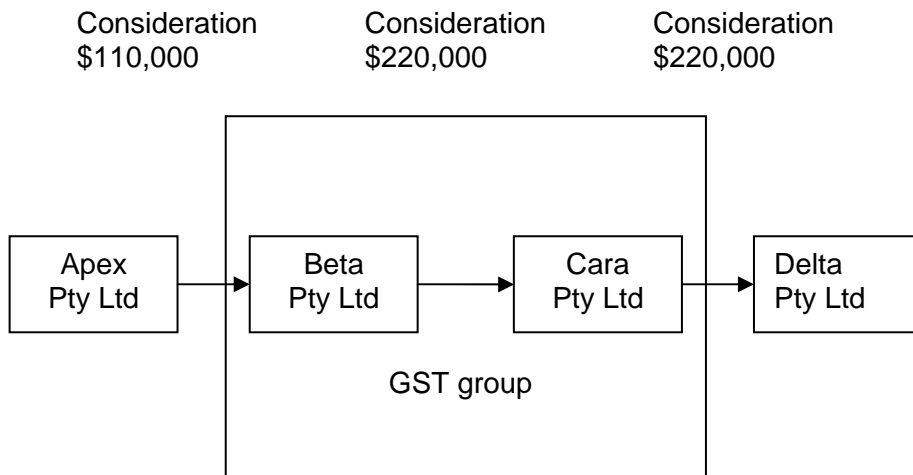 Consideration
$110,000
Consideration
$220,000
Consideration
$220,000
Apex
Pty Ltd
Beta
Pty Ltd
Cara
Pty Ltd
Delta
Pty Ltd
GST group